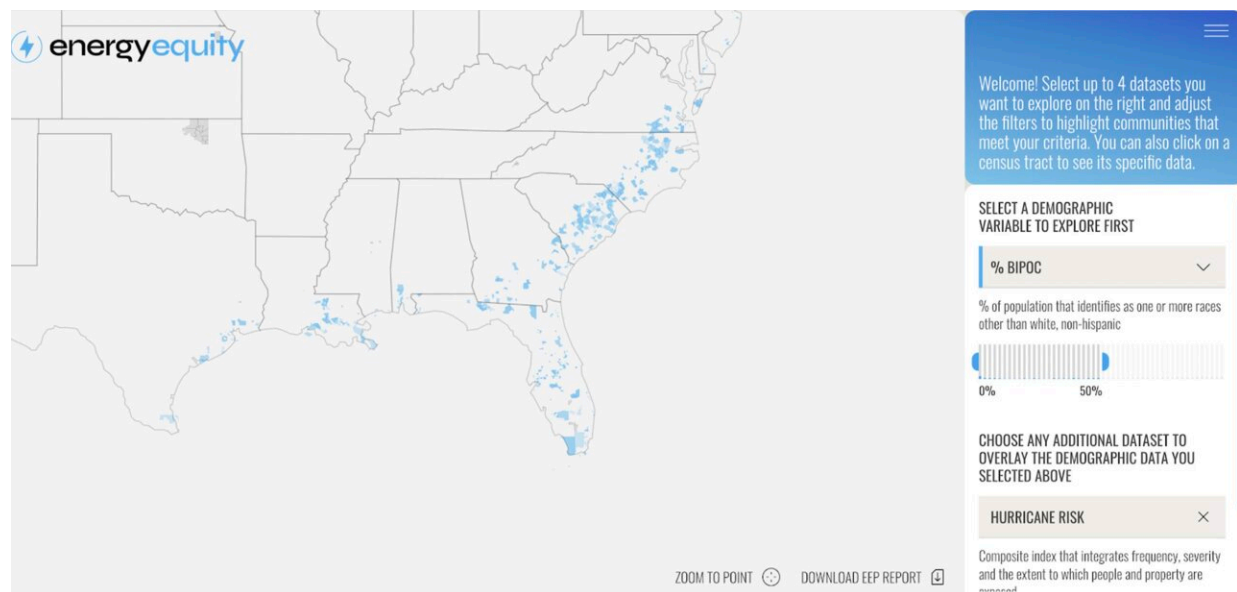 energyequity
Welcome! Select up to 4 datasets you
want to explore on the right and adjust
the filters to highlight communities that
meet your criteria. You can also click on a
census tract to see its specific data.
SELECT A DEMOGRAPHIC
VARIABLE TO EXPLORE FIRST
% BIPOC
% of population that identifies as one or more races
other than white, non-hispanic
0% 50%
CHOOSE ANY ADDITIONAL DATASET TO
OVERLAY THE DEMOGRAPHIC DATA YOU
SELECTED ABOVE
HURRICANE RISK
Composite index that integrates frequency, severity
and the extent to which people and property are
exposed
ZOOM TO POINT DOWNLOAD EEP REPORT